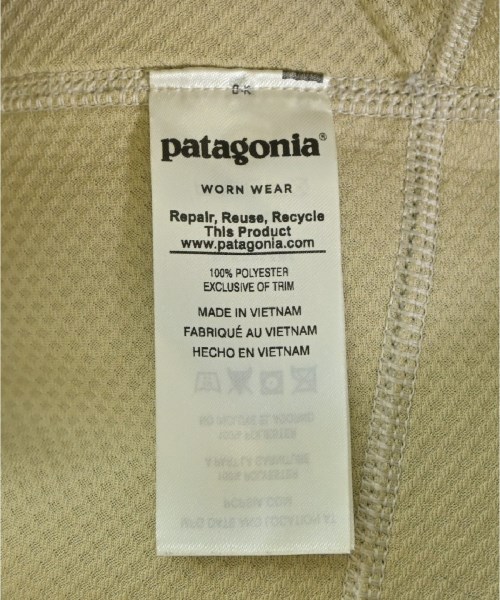 patagonia®
WORN WEAR
Repair, Reuse, Recycle
This Product
www.patagonia.com
100% POLYESTER
EXCLUSIVE OF TRIM
MADE IN VIETNAM
FABRIQUÉ AU VIETNAM
HECHO EN VIETNAM